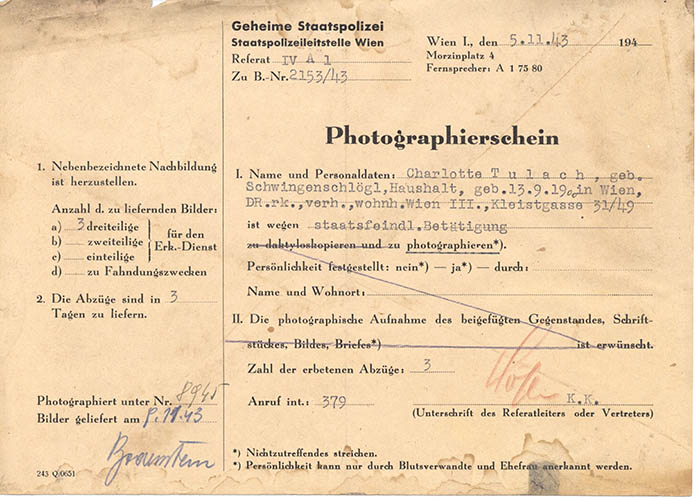 Geheime Staatspolizei
Staatspolizeileitstelle Wien
Referat IV A 1
Zu B.-Nr. 2153/43
Wien I., den 5.11.43 194
Morzinplatz 4
Fernsprecher: A 1 75 80
Photographierschein
1. Nebenbezeichnete Nachbildung
ist herzustellen.
Anzahl d. zu liefernden Bilder:
a) 3 dreiteilige
b) zweiteilige
c) einteilige
für den
Erk.-Dienst
d) zu Fahndungszwecken
2. Die Abzüge sind in 3
Tagen zu liefern.
Photographiert unter Nr. 8945
Bilder geliefert am 9.11.43
243 Q/0651
I. Name und Personaldaten: Charlotte Tulach, geb.
Schwingenschlögl, Haushalt, geb. 13.9.19 in Wien,
DR.rk., verh., wohnh. Wien III., Kleistgasse 31/49
ist wegen staatsfeindl. Betätigung
zu daktyloskopieren und zu photographieren*).
Persönlichkeit festgestellt: nein*) — ja*) — durch:
Name und Wohnort:
II. Die photographische Aufnahme des beigefügten Gegenstandes, Schrift-
stückes, Bildes, Briefes*) ist erwünscht.
Zahl der erbetenen Abzüge: 3
Anruf int.: 379
K.K.
(Unterschrift des Referatleiters oder Vertreters)
*) Nichtzutreffendes streichen.
*) Persönlichkeit kann nur durch Blutsverwandte und Ehefrau anerkannt werden.